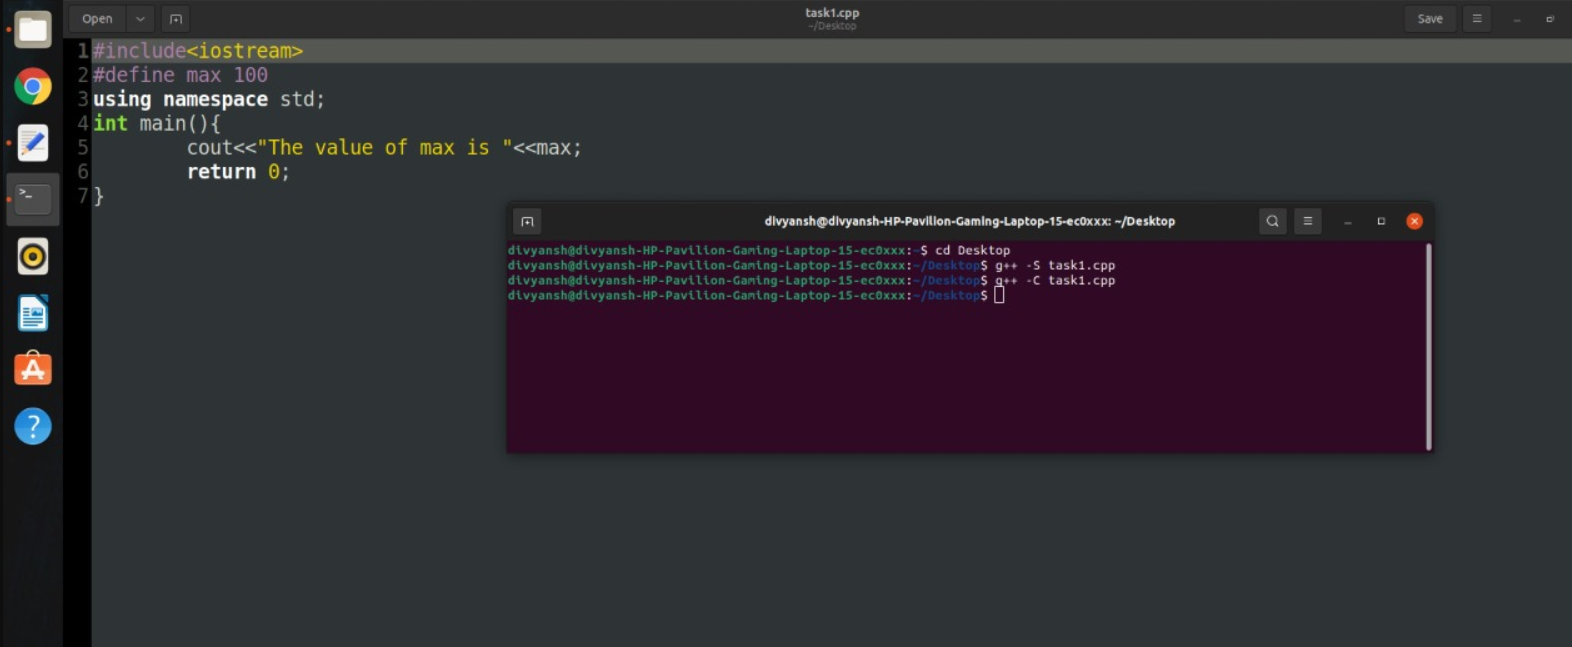 Open
task1.cpp
~/Desktop
Save
1 #include<iostream>
2 #define max 100
3 using namespace std;
4 int main(){
5 cout<<"The value of max is "<<max;
6 return 0;
7 }
divyansh@divyansh-HP-Pavilion-Gaming-Laptop-15-ec0xxx: ~/Desktop
divyansh@divyansh-HP-Pavilion-Gaming-Laptop-15-ec0xxx:~$ cd Desktop
divyansh@divyansh-HP-Pavilion-Gaming-Laptop-15-ec0xxx:~/Desktop$ g++ -S task1.cpp
divyansh@divyansh-HP-Pavilion-Gaming-Laptop-15-ec0xxx:~/Desktop$ g++ -C task1.cpp
divyansh@divyansh-HP-Pavilion-Gaming-Laptop-15-ec0xxx:~/Desktop$